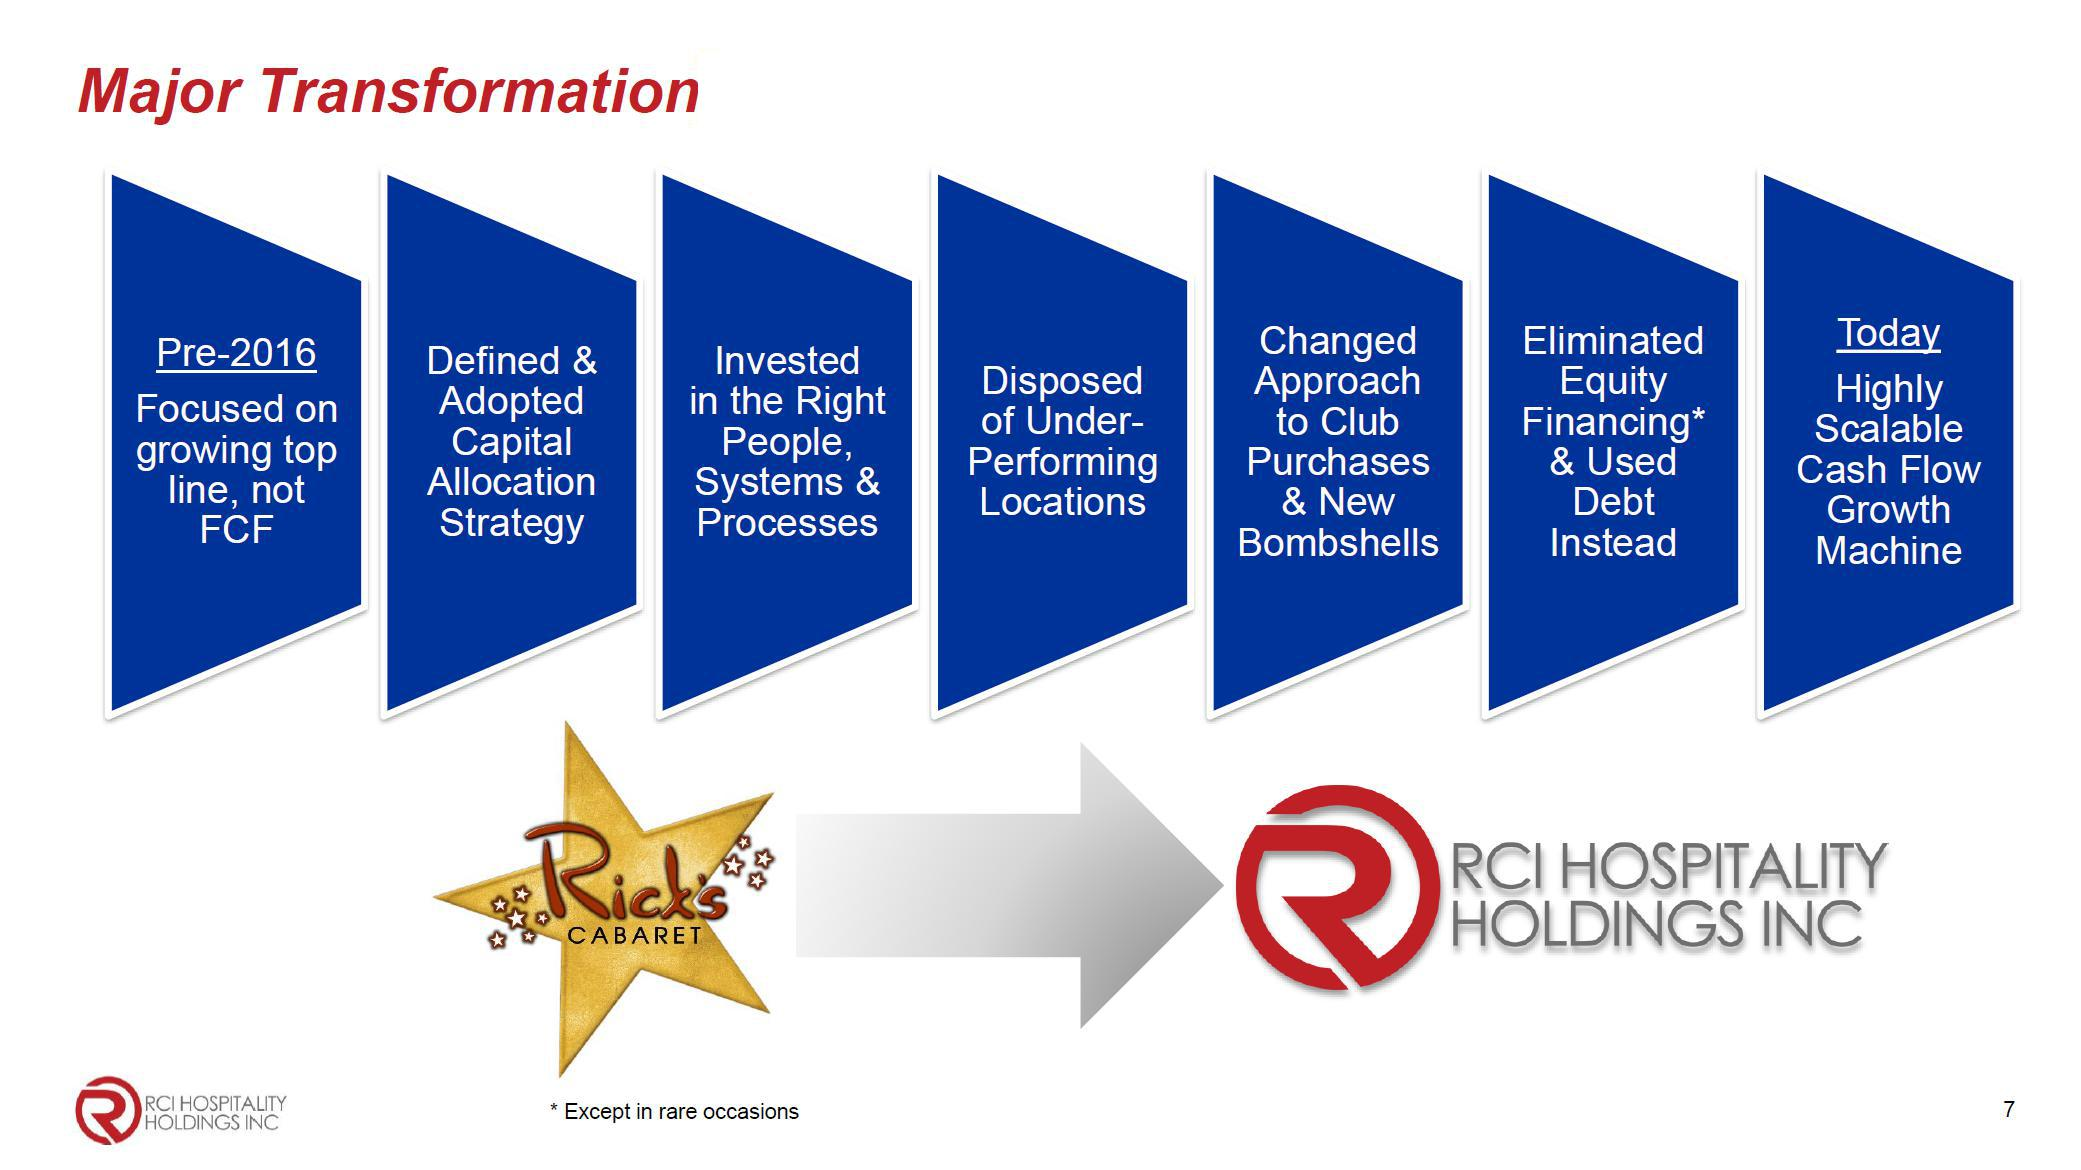 Major Transformation
Pre-2016
Focused on
growing top
line, not
FCF
Defined &
Adopted
Capital
Allocation
Strategy
Invested
in the Right
People,
Systems &
Processes
Disposed
of Under-
Performing
Locations
Changed
Approach
to Club
Purchases
& New
Bombshells
Eliminated
Equity
Financing*
& Used
Debt
Instead
Today
Highly
Scalable
Cash Flow
Growth
Machine
Rick's
CABARET
RCI HOSPITALITY
HOLDINGS INC
RCI HOSPITALITY
HOLDINGS INC
* Except in rare occasions
7